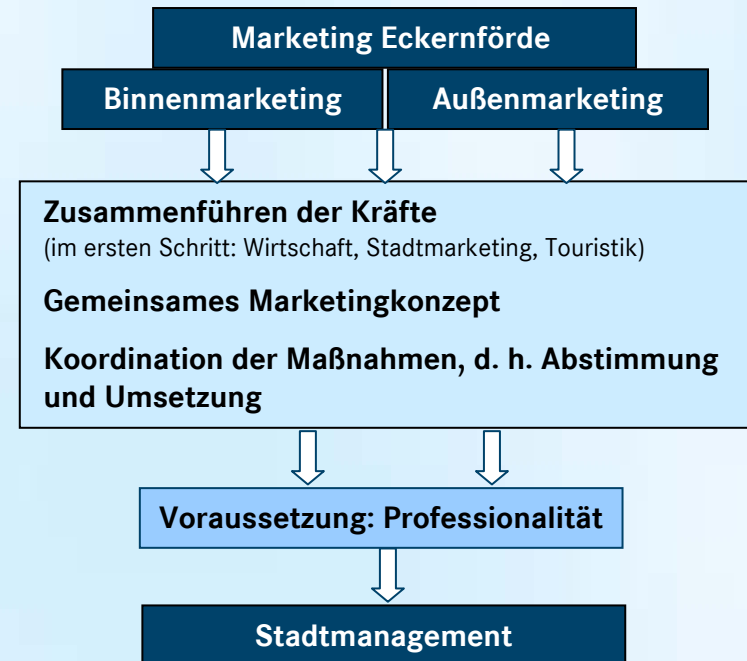 Marketing Eckernförde
Binnenmarketing
Außenmarketing
Zusammenführen der Kräfte
(im ersten Schritt: Wirtschaft, Stadtmarketing, Touristik)
Gemeinsames Marketingkonzept
Koordination der Maßnahmen, d. h. Abstimmung
und Umsetzung
Voraussetzung: Professionalität
Stadtmanagement